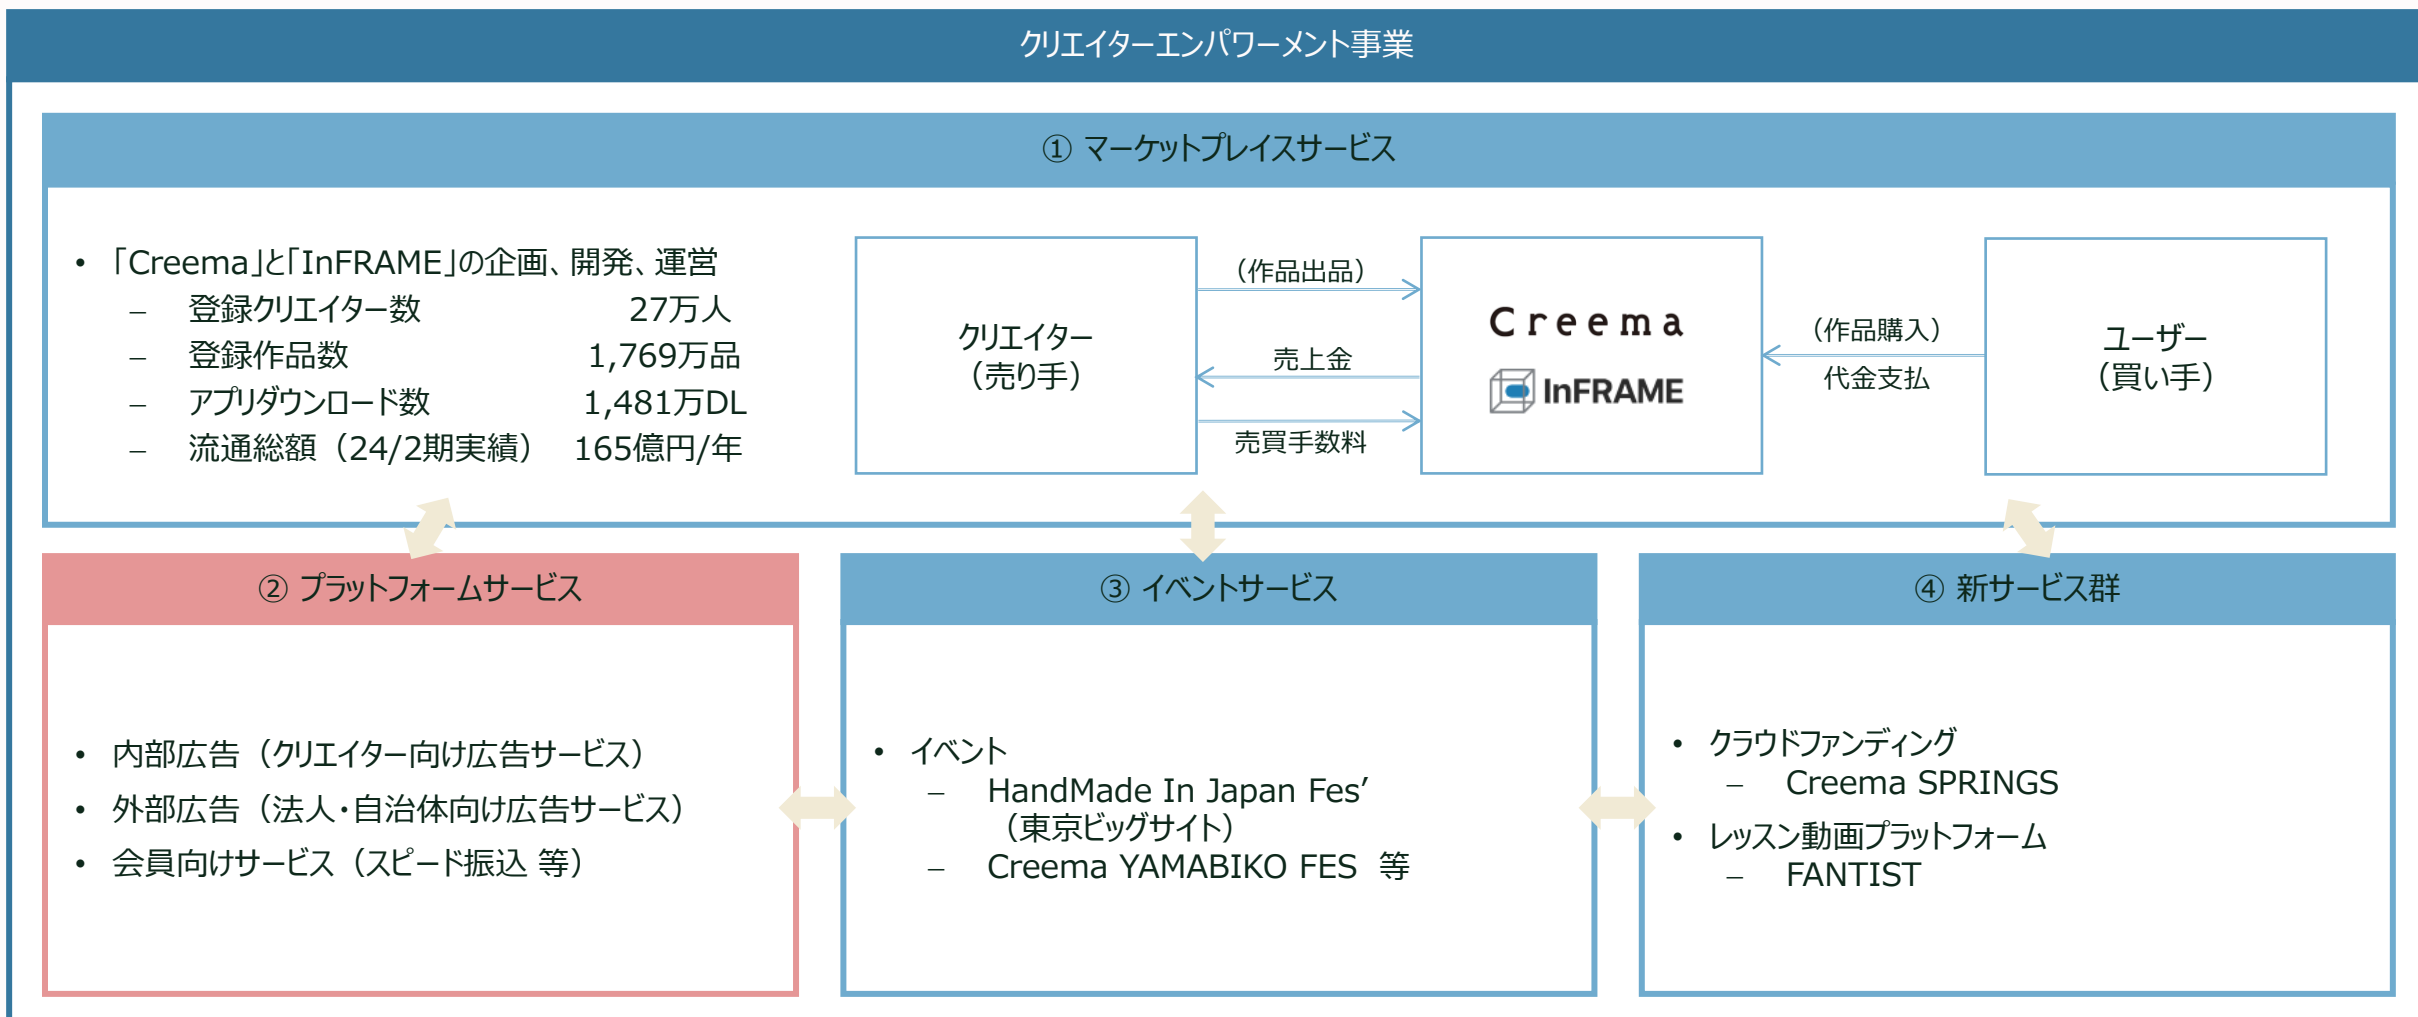 クリエイターエンパワーメント事業
① マーケットプレイスサービス
• 「Creema」と「InFRAME」の企画、開発、運営
– 登録クリエイター数 27万人
– 登録作品数 1,769万品
– アプリダウンロード数 1,481万DL
– 流通総額（24/2期実績） 165億円/年
クリエイター
（売り手）
（作品出品）
売上金
売買手数料
Creema
InFRAME
（作品購入）
代金支払
ユーザー
（買い手）
② プラットフォームサービス
• 内部広告（クリエイター向け広告サービス）
• 外部広告（法人・自治体向け広告サービス）
• 会員向けサービス（スピード振込 等）
③ イベントサービス
• イベント
– HandMade In Japan Fes’
（東京ビッグサイト）
– Creema YAMABIKO FES 等
④ 新サービス群
• クラウドファンディング
– Creema SPRINGS
• レッスン動画プラットフォーム
– FANTIST